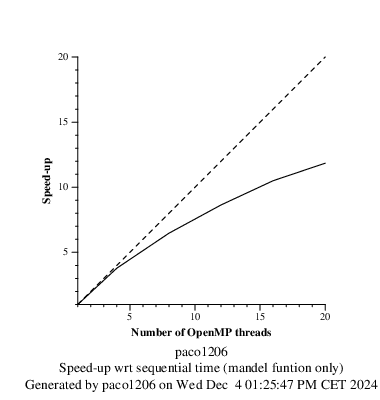 20
15
10
5
Speed-up
5
10
15
20
Number of OpenMP threads
paco1206
Speed-up wrt sequential time (mandel funtion only)
Generated by paco1206 on Wed Dec 4 01:25:47 PM CET 2024